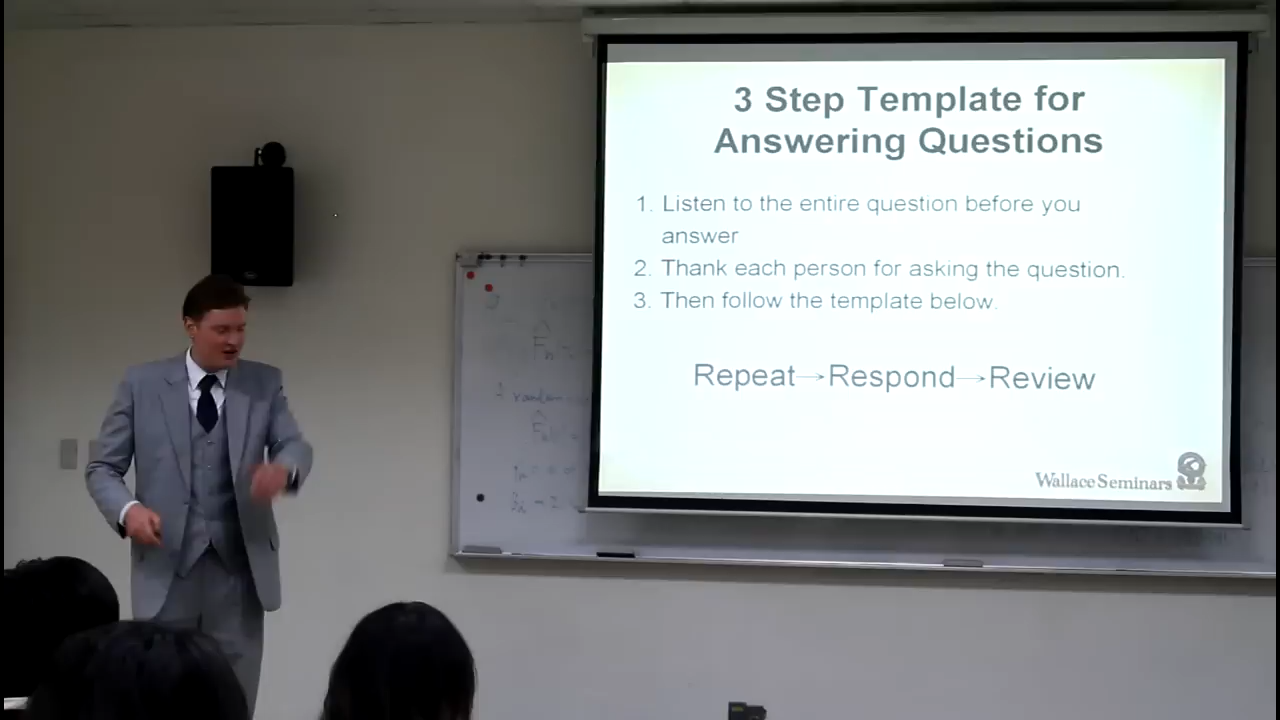 3 Step Template for
Answering Questions
1. Listen to the entire question before you
answer
2. Thank each person for asking the question.
3. Then follow the template below.
Repeat→Respond→Review
Wallace Seminars
random